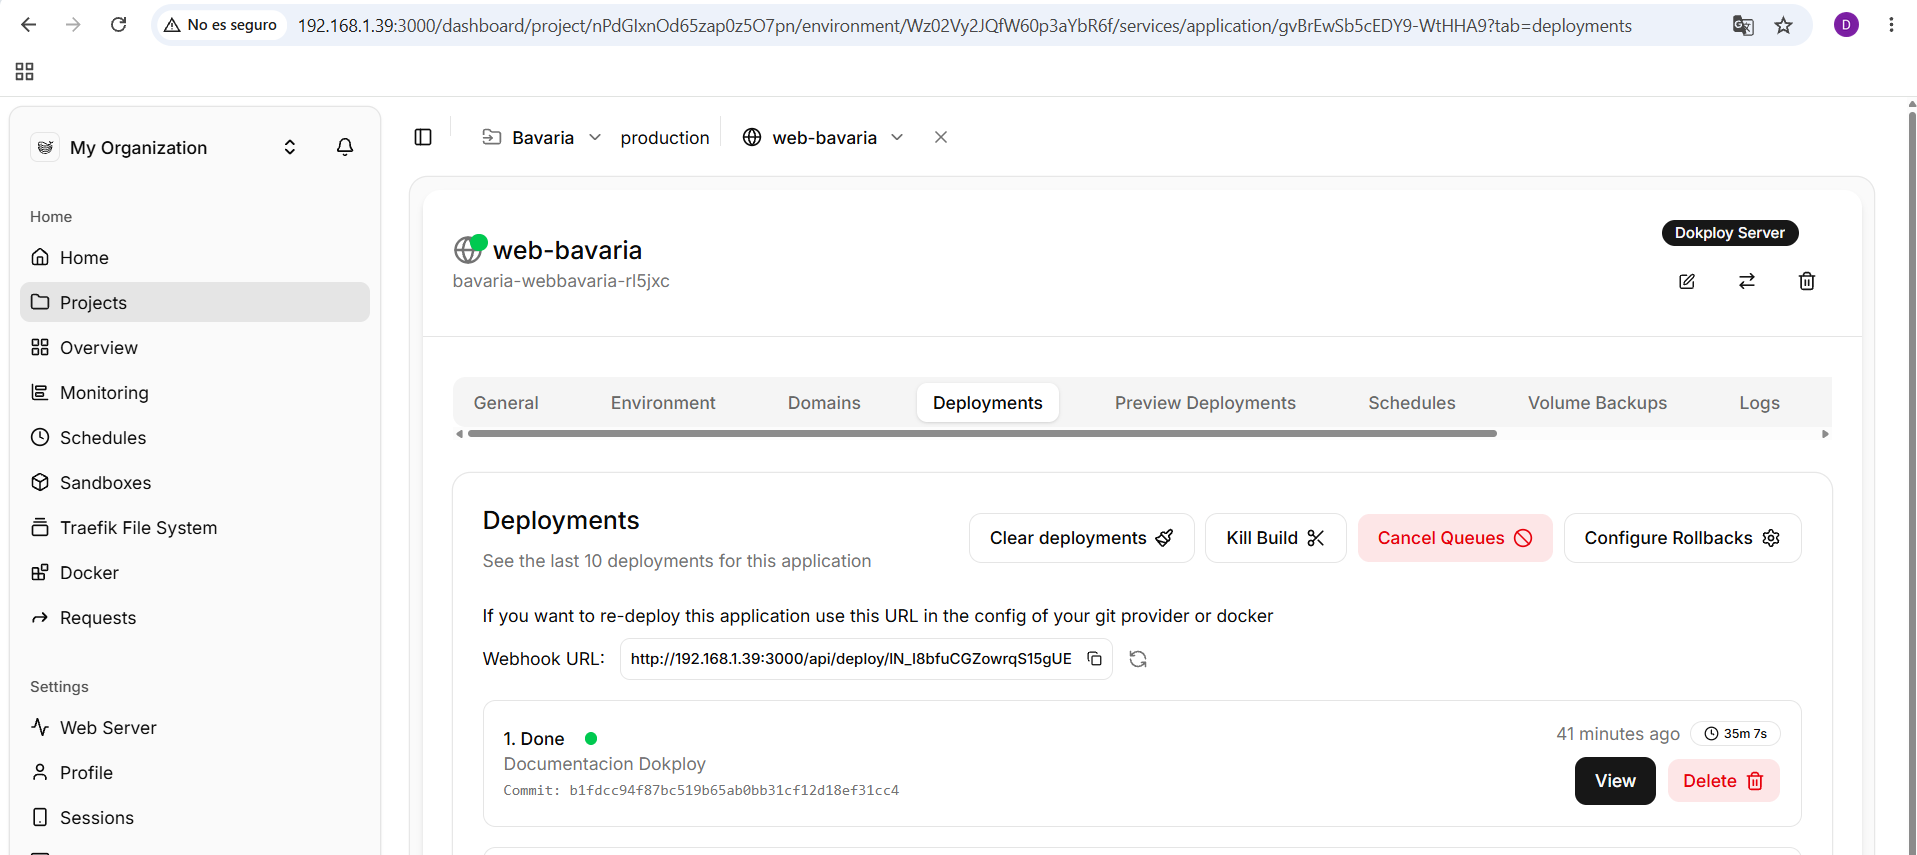 No es seguro
192.168.1.39:3000/dashboard/project/nPdGIxnOd65zap0z5O7pn/environment/Wz02Vy2JQfW60p3aYbR6f/services/application/gvBrEwSb5cEDY9-WtHHA9?tab=deployments
D
My Organization
Home
Home
Projects
Overview
Monitoring
Schedules
Sandboxes
Traefik File System
Docker
Requests
Settings
Web Server
Profile
Sessions
Bavaria
production
web-bavaria
web-bavaria
bavaria-webbavaria-rl5jxc
Dokploy Server
General
Environment
Domains
Deployments
Preview Deployments
Schedules
Volume Backups
Logs
Deployments
See the last 10 deployments for this application
Clear deployments
Kill Build
Cancel Queues
Configure Rollbacks
If you want to re-deploy this application use this URL in the config of your git provider or docker
Webhook URL:
http://192.168.1.39:3000/api/deploy/lN_I8bfuCGZowrqS15gUE
1. Done
Documentacion Dokploy
Commit: b1fdcc94f87bc519b65ab0bb31cf12d18ef31cc4
41 minutes ago
35m 7s
View
Delete